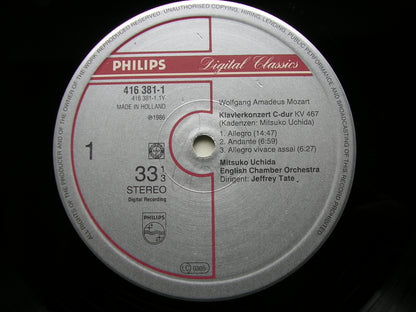 ALL RIGHTS OF THE PRODUCER AND OF THE OWNER OF THE WORK REPRODUCED RESERVED. UNAUTHORISED COPYING, HIRING, LENDING, PUBLIC PERFORMANCE AND BROADCASTING OF THIS RECORD PROHIBITED
PHILIPS
Digital Classics
416 381-1
416 381-1.1Y
MADE IN HOLLAND
℗1986
Wolfgang Amadeus Mozart
Klavierkonzert C-dur KV 467
(Kadenzen: Mitsuko Uchida)
1. Allegro (14:47)
2. Andante (6:59)
3. Allegro vivace assai (6:27)
1
33 1/3
STEREO
Digital Recording
Mitsuko Uchida
English Chamber Orchestra
Dirigent: Jeffrey Tate
PHILIPS